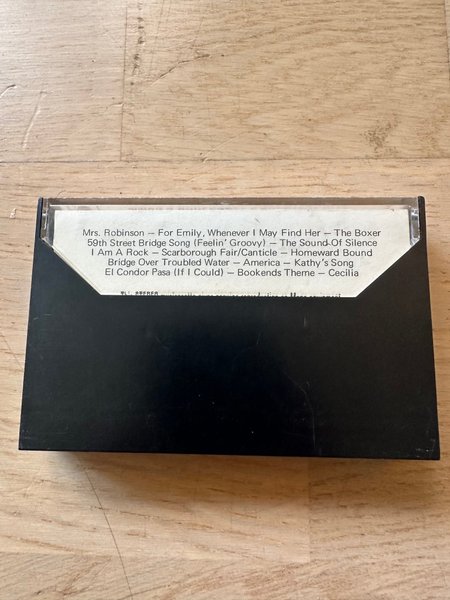 Mrs. Robinson — For Emily, Whenever I May Find Her — The Boxer
59th Street Bridge Song (Feelin' Groovy) — The Sound Of Silence
I Am A Rock — Scarborough Fair/Canticle — Homeward Bound
Bridge Over Troubled Water — America — Kathy's Song
El Condor Pasa (If I Could) — Bookends Theme — Cecilia